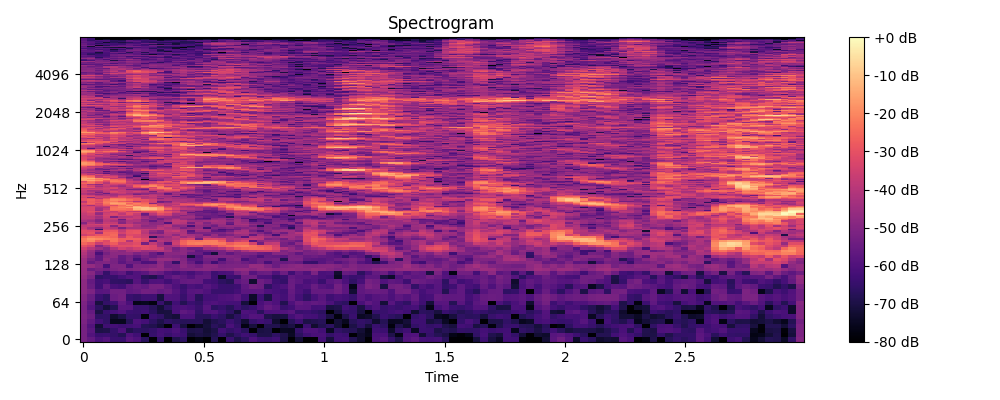 Spectrogram
Hz
4096
2048
1024
512
256
128
64
0
0
0.5
1
1.5
2
2.5
Time
+0 dB
-10 dB
-20 dB
-30 dB
-40 dB
-50 dB
-60 dB
-70 dB
-80 dB